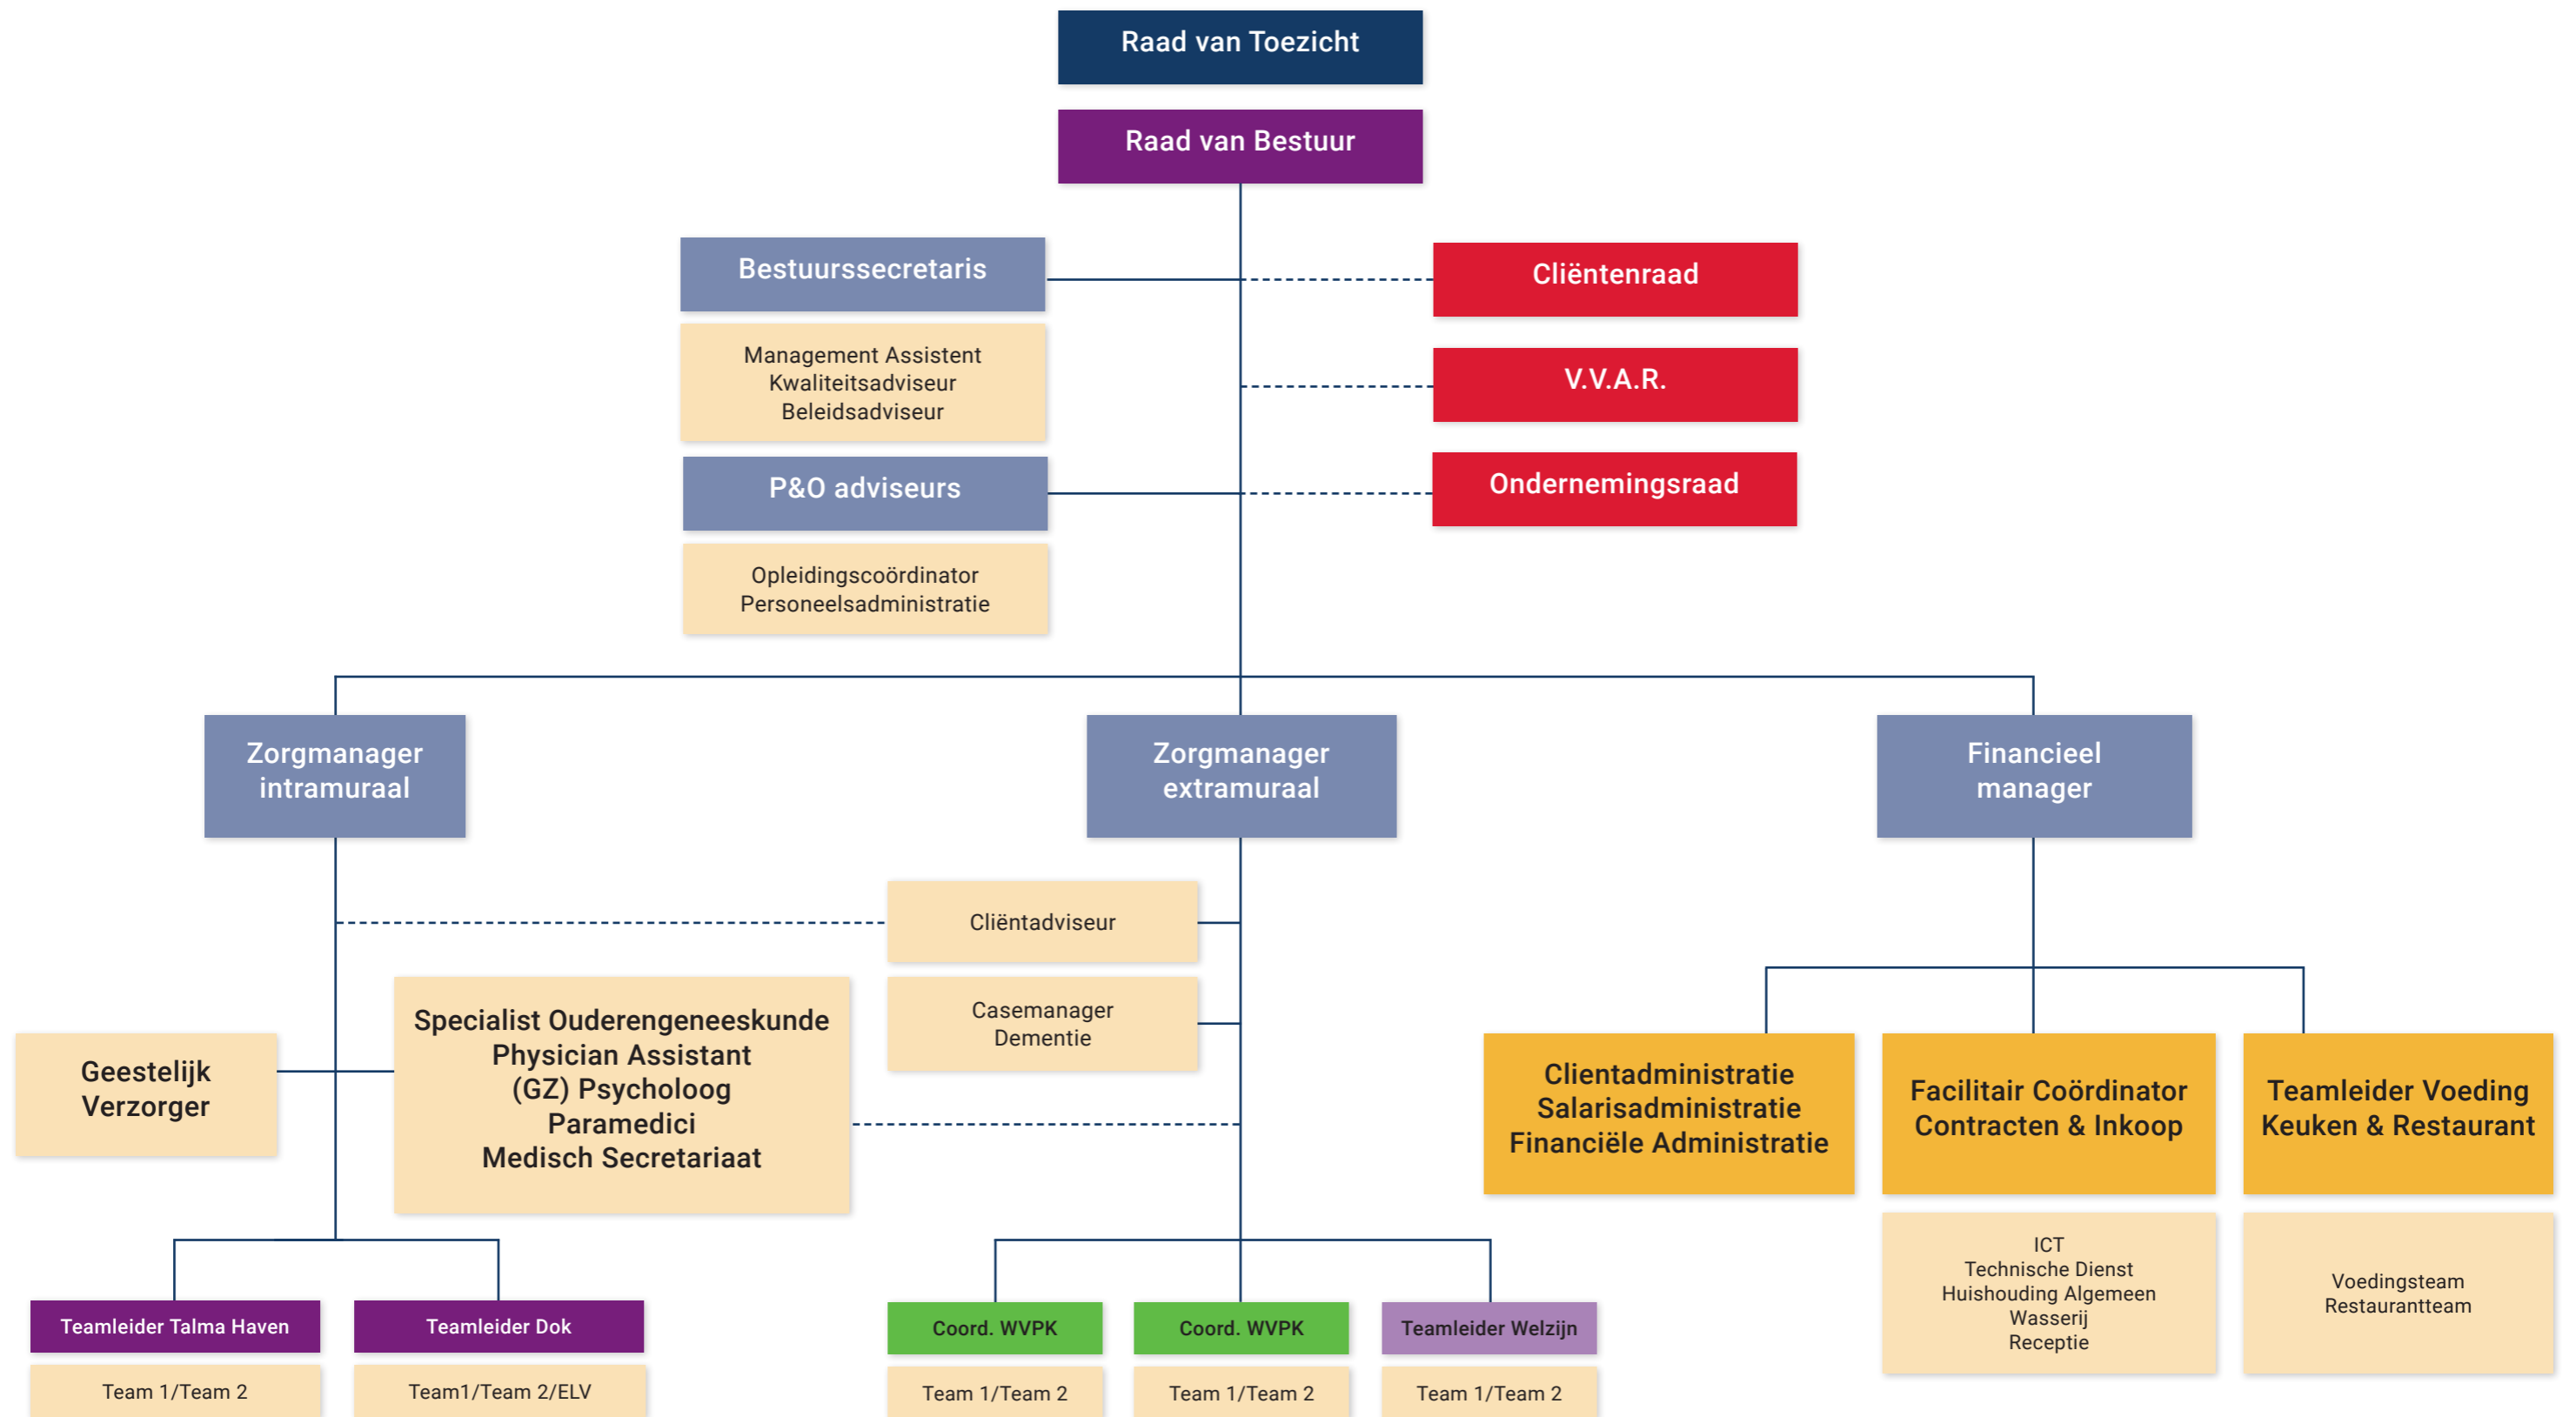 Raad van Toezicht
Raad van Bestuur
Bestuurssecretaris
Cliëntenraad
Management Assistent
Kwaliteitsadviseur
Beleidsadviseur
V.V.A.R.
P&O adviseurs
Ondernemingsraad
Opleidingscoördinator
Personeelsadministratie
Zorgmanager
intramuraal
Zorgmanager
extramuraal
Financieel
manager
Cliëntadviseur
Casemanager
Dementie
Geestelijk
Verzorger
Specialist Ouderengeneeskunde
Physician Assistant
(GZ) Psycholoog
Paramedici
Medisch Secretariaat
Clientadministratie
Salarisadministratie
Financiële Administratie
Facilitair Coördinator
Contracten & Inkoop
Teamleider Voeding
Keuken & Restaurant
ICT
Technische Dienst
Huishouding Algemeen
Wasserij
Receptie
Voedingsteam
Restaurantteam
Teamleider Talma Haven
Teamleider Dok
Coord. WVPK
Coord. WVPK
Teamleider Welzijn
Team 1/Team 2
Team1/Team 2/ELV
Team 1/Team 2
Team 1/Team 2
Team 1/Team 2